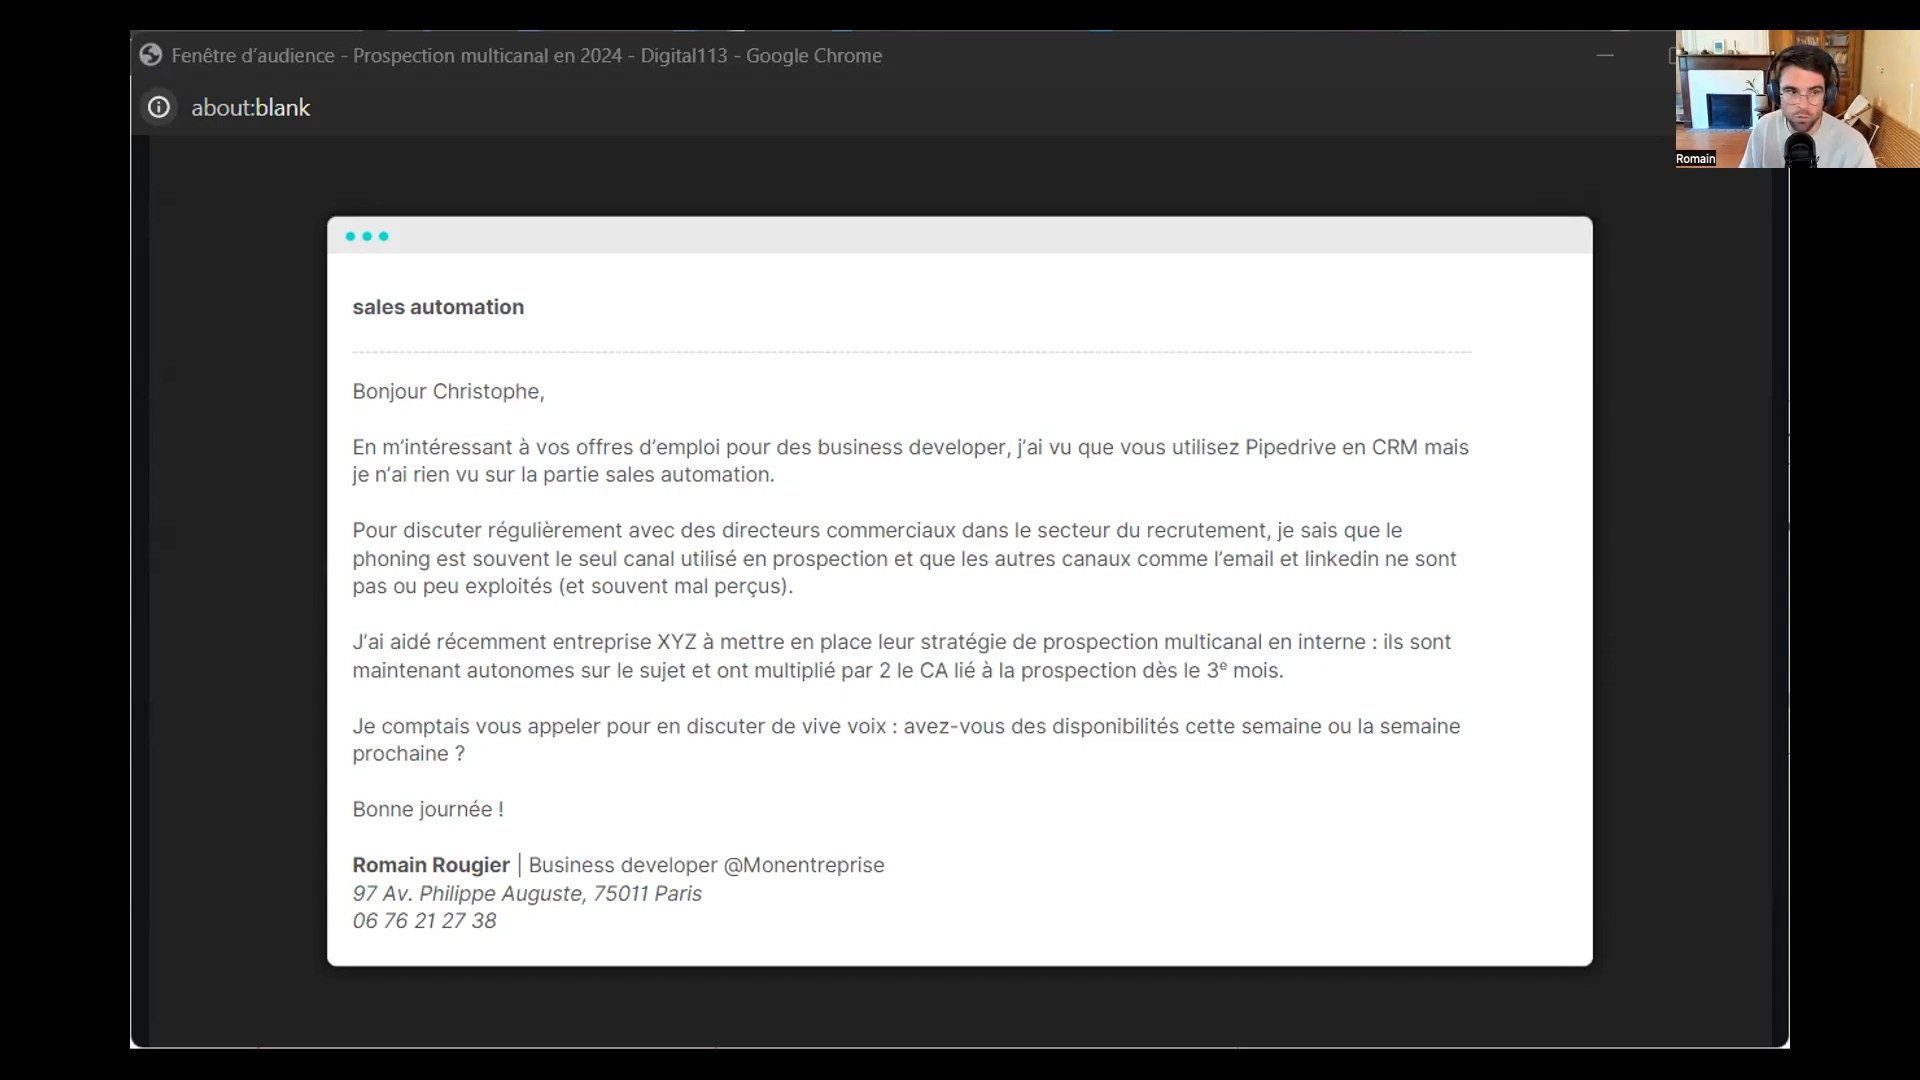 Fenêtre d’audience - Prospection multicanal en 2024 - Digital113 - Google Chrome
about:blank
Romain
sales automation
Bonjour Christophe,
En m’intéressant à vos offres d’emploi pour des business developer, j’ai vu que vous utilisez Pipedrive en CRM mais
je n’ai rien vu sur la partie sales automation.
Pour discuter régulièrement avec des directeurs commerciaux dans le secteur du recrutement, je sais que le
phoning est souvent le seul canal utilisé en prospection et que les autres canaux comme l’email et linkedin ne sont
pas ou peu exploités (et souvent mal perçus).
J’ai aidé récemment entreprise XYZ à mettre en place leur stratégie de prospection multicanal en interne : ils sont
maintenant autonomes sur le sujet et ont multiplié par 2 le CA lié à la prospection dès le 3ᵉ mois.
Je comptais vous appeler pour en discuter de vive voix : avez-vous des disponibilités cette semaine ou la semaine
prochaine ?
Bonne journée !
Romain Rougier | Business developer @Monentreprise
97 Av. Philippe Auguste, 75011 Paris
06 76 21 27 38